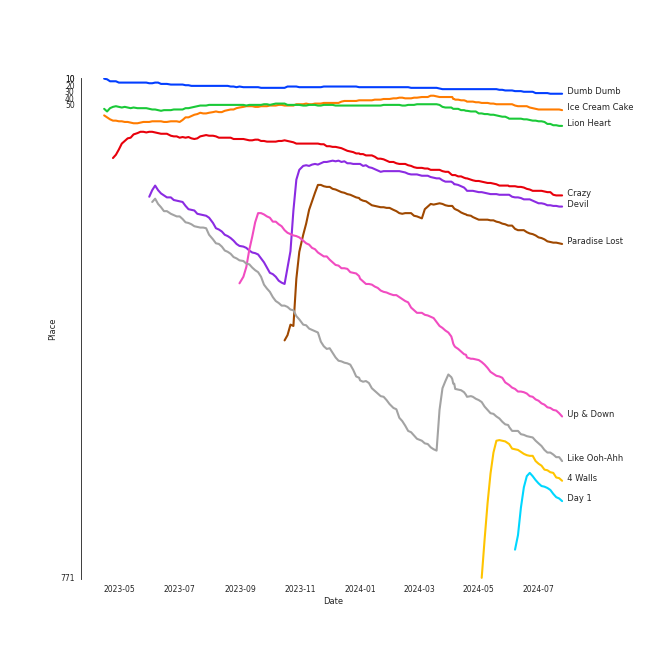 10
20
30
40
50
Dumb Dumb
Ice Cream Cake
Lion Heart
Crazy
Devil
Paradise Lost
Place
Up & Down
Like Ooh-Ahh
4 Walls
Day 1
771
2023-05 2023-07 2023-09 2023-11 2024-01 2024-03 2024-05 2024-07
Date